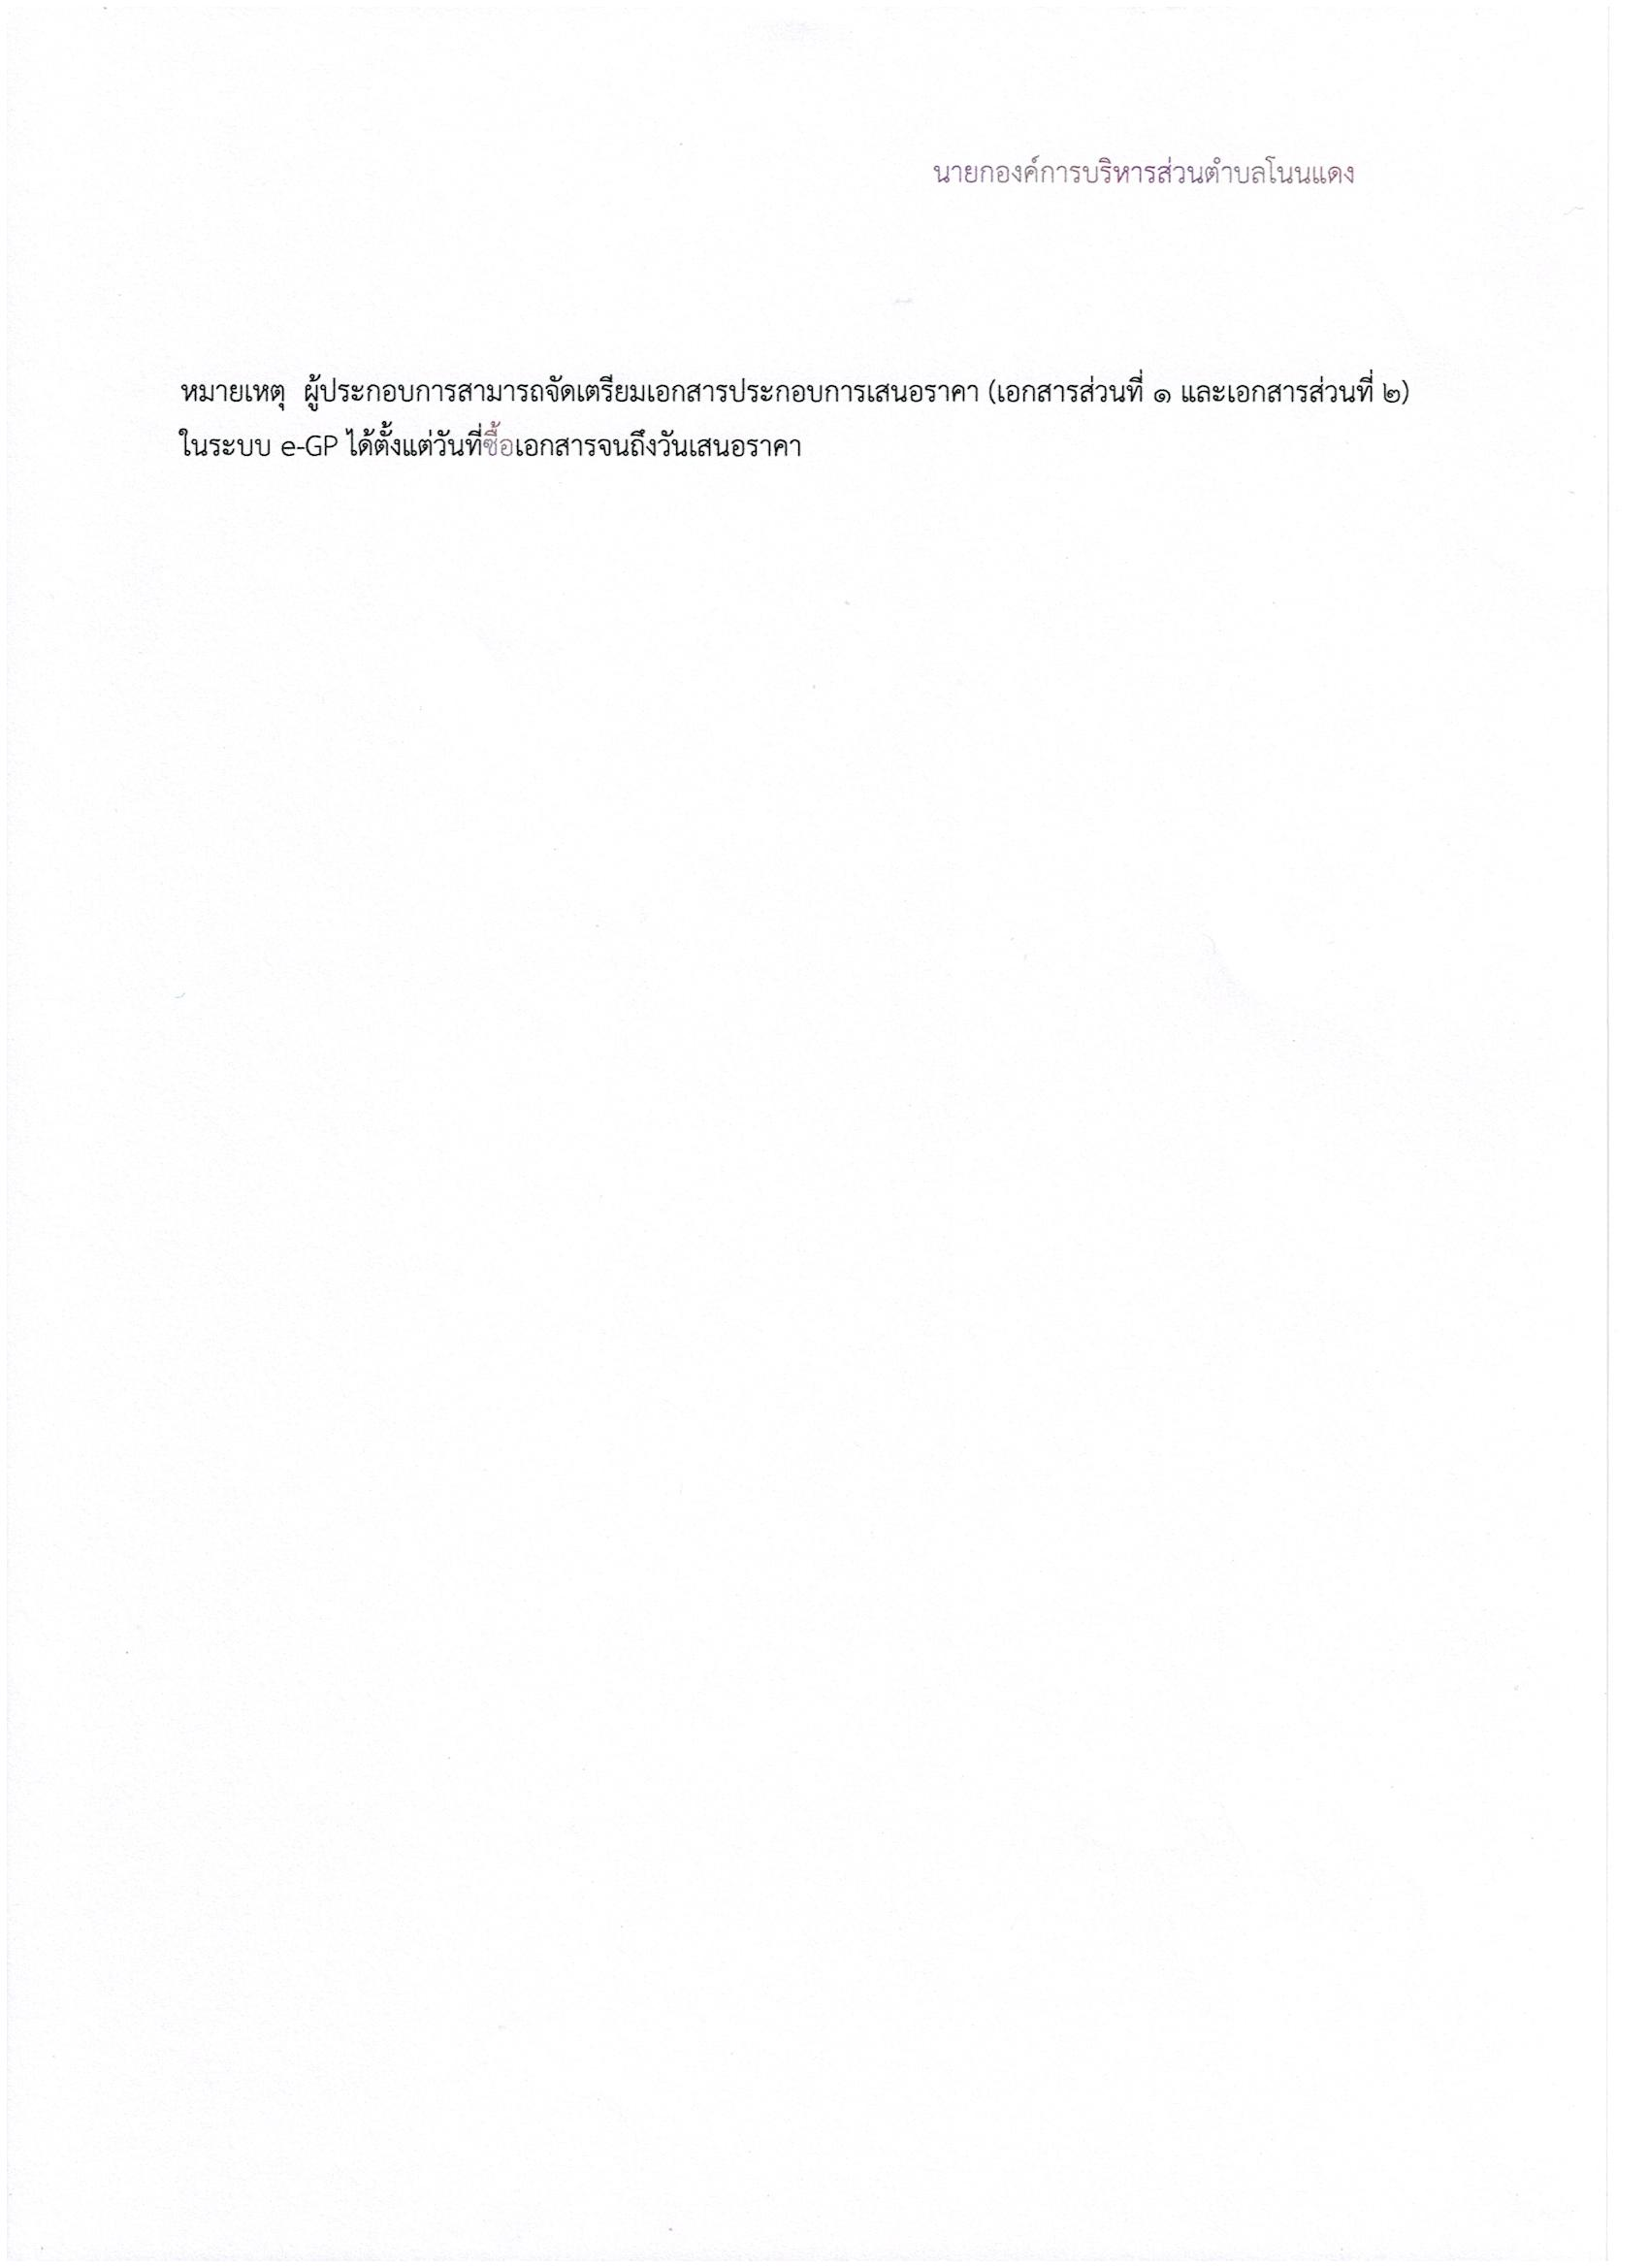 นายกองค์การบริหารส่วนตำบลโนนแดง
หมายเหตุ ผู้ประกอบการสามารถจัดเตรียมเอกสารประกอบการเสนอราคา (เอกสารส่วนที่ ๑ และเอกสารส่วนที่ ๒)
ในระบบ e-GP ได้ตั้งแต่วันที่ซื้อเอกสารจนถึงวันเสนอราคา